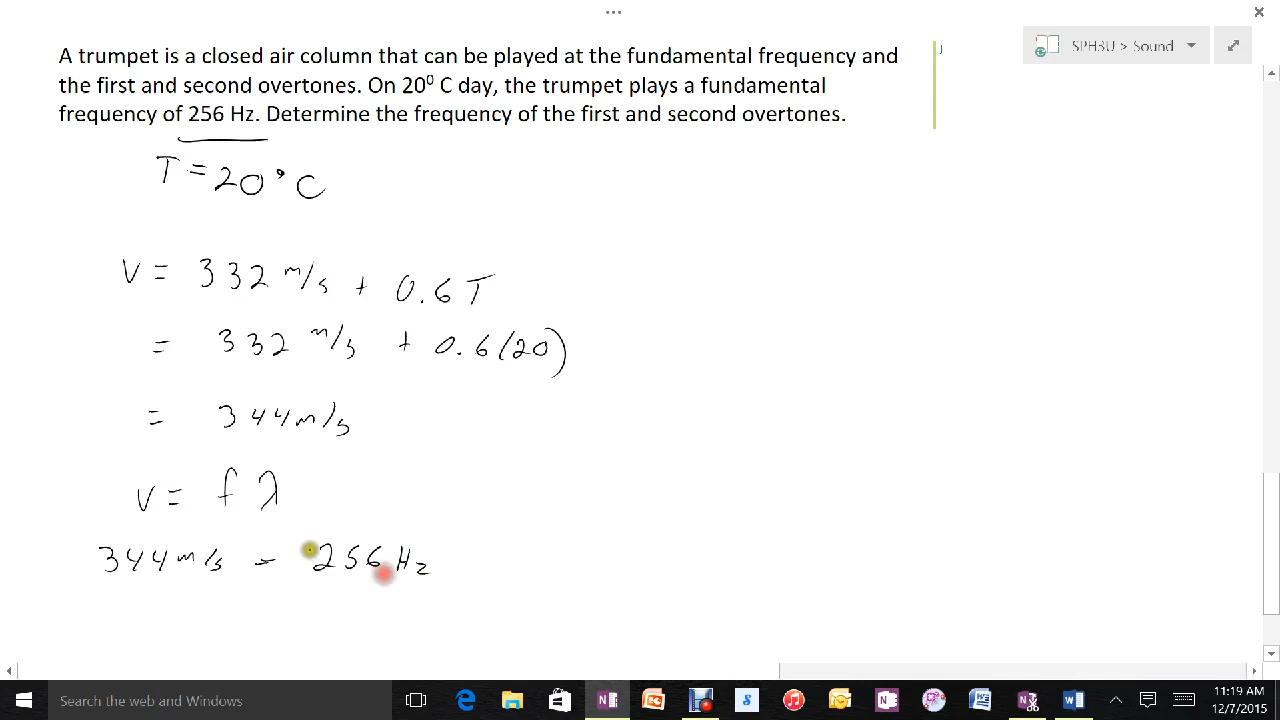 SPH3U > Sound
A trumpet is a closed air column that can be played at the fundamental frequency and
the first and second overtones. On 20⁰ C day, the trumpet plays a fundamental
frequency of 256 Hz. Determine the frequency of the first and second overtones.
T = 20°C
v = 332 m/s + 0.6 T
= 332 m/s + 0.6(20)
= 344 m/s
v = f λ
344 m/s - 256 Hz
Search the web and Windows
11:19 AM
12/7/2015